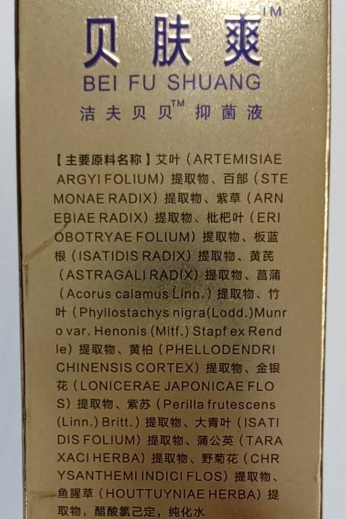 贝肤爽™
BEI FU SHUANG
洁夫贝贝™抑菌液
【主要原料名称】艾叶（ARTEMISIAE
ARGYI FOLIUM）提取物、百部（STE
MONAE RADIX）提取物、紫草（ARN
EBIAE RADIX）提取物、枇杷叶（ERI
OBOTRYAE FOLIUM）提取物、板蓝
根（ISATIDIS RADIX）提取物、黄芪
（ASTRAGALI RADIX）提取物、菖蒲
（Acorus calamus Linn.）提取物、竹
叶（Phyllostachys nigra(Lodd.)Munr
o var. Henonis (Mitf.) Stapf ex Rend
le）提取物、黄柏（PHELLODENDRI
CHINENSIS CORTEX）提取物、金银
花（LONICERAE JAPONICAE FLO
S）提取物、紫苏（Perilla frutescens
(Linn.) Britt.）提取物、大青叶（ISATI
DIS FOLIUM）提取物、蒲公英（TARA
XACI HERBA）提取物、野菊花（CHR
YSANTHEMI INDICI FLOS）提取物、
鱼腥草（HOUTTUYNIAE HERBA）提
取物，醋酸氯己定，纯化水